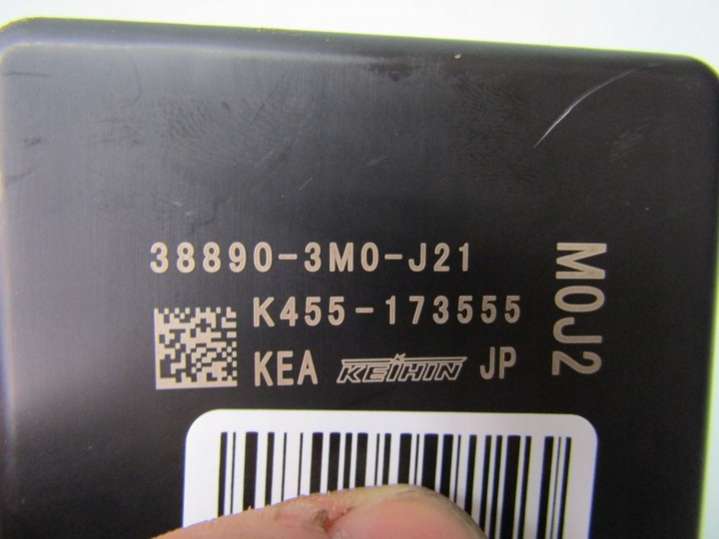 38890-3M0-J21
K455-173555
KEA KEIHIN JP
M0J2